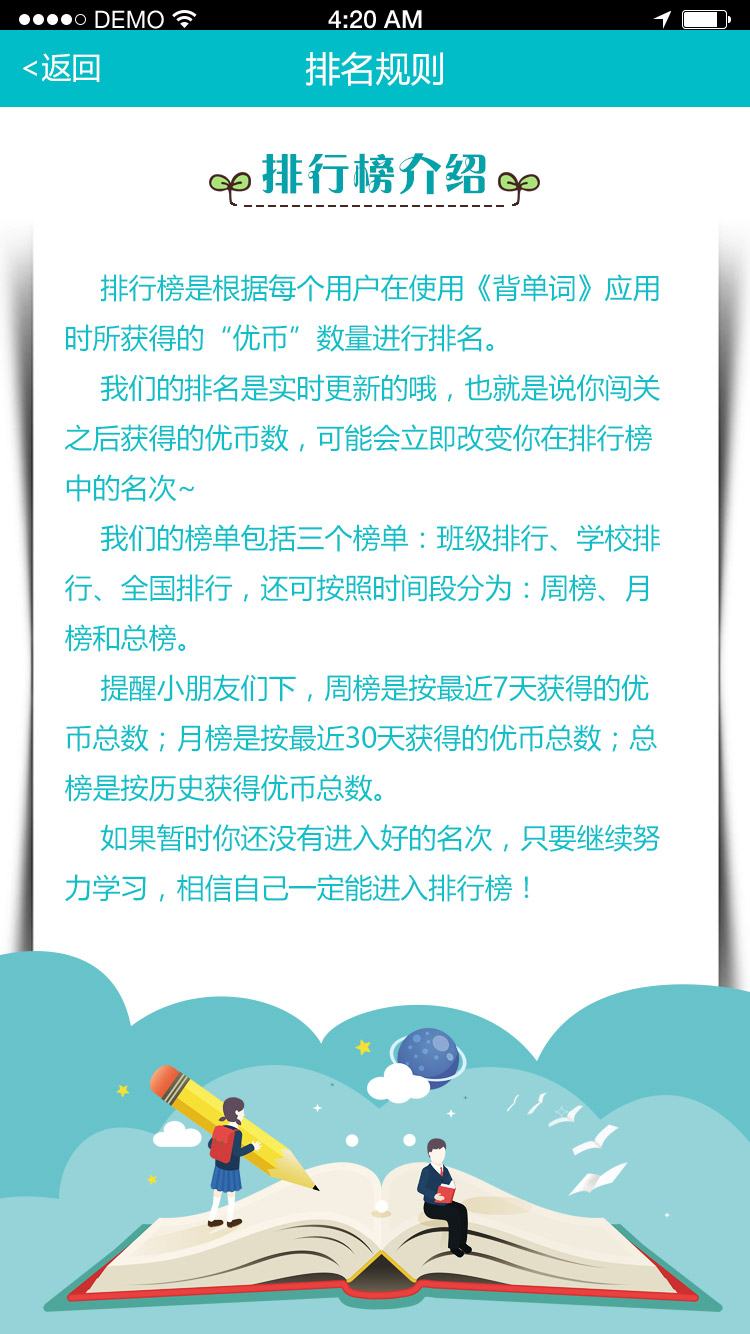 DEMO 4:20 AM
<返回 排名规则
排行榜介绍
排行榜是根据每个用户在使用《背单词》应用
时所获得的“优币”数量进行排名。
我们的排名是实时更新的哦，也就是说你闯关
之后获得的优币数，可能会立即改变你在排行榜
中的名次~
我们的榜单包括三个榜单：班级排行、学校排
行、全国排行，还可按照时间段分为：周榜、月
榜和总榜。
提醒小朋友们下，周榜是按最近7天获得的优
币总数；月榜是按最近30天获得的优币总数；总
榜是按历史获得优币总数。
如果暂时你还没有进入好的名次，只要继续努
力学习，相信自己一定能进入排行榜！